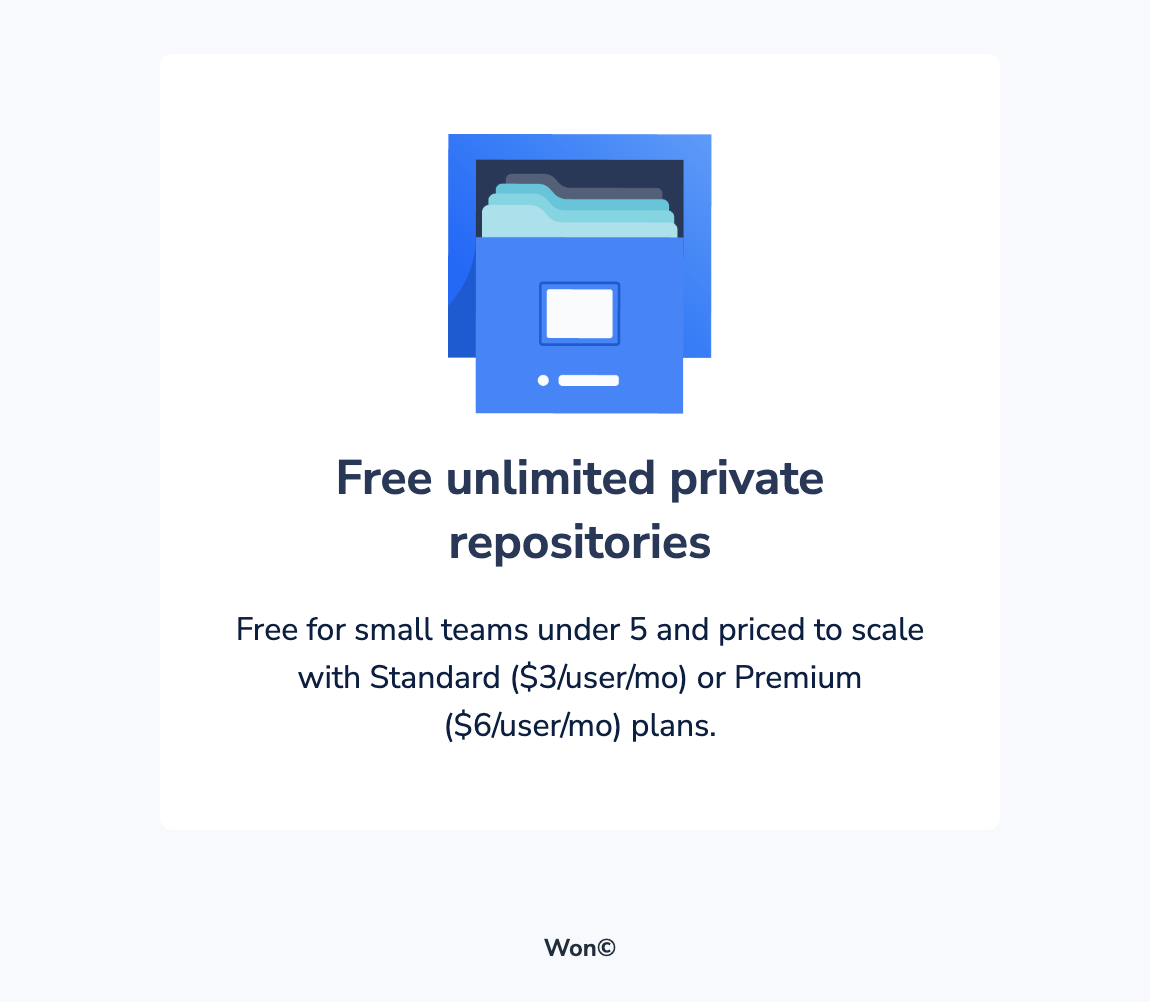 Free unlimited private
repositories
Free for small teams under 5 and priced to scale
with Standard ($3/user/mo) or Premium
($6/user/mo) plans.
Won©